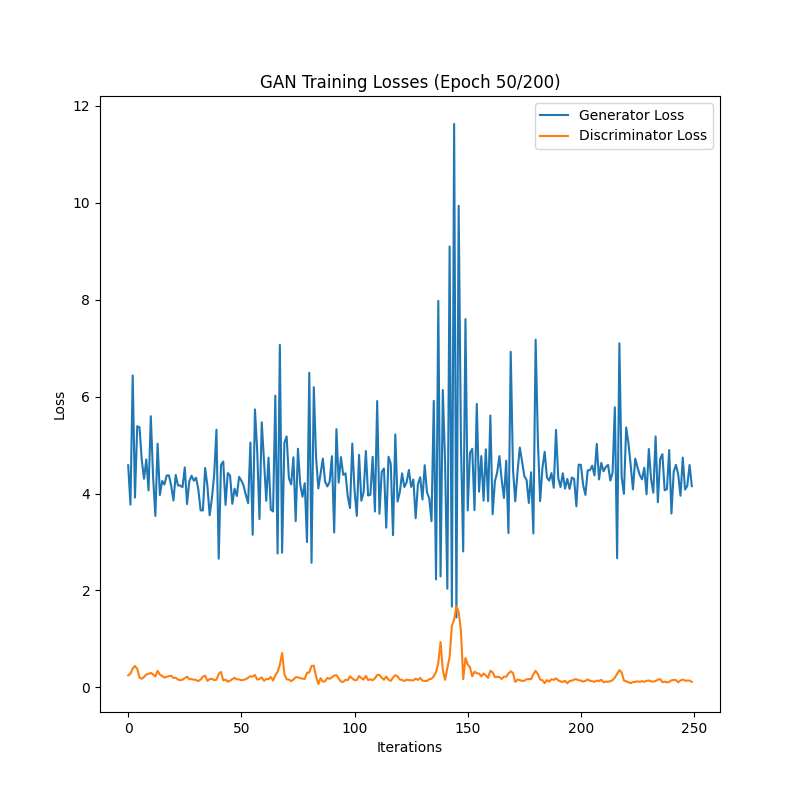 GAN Training Losses (Epoch 50/200)
Generator Loss
Discriminator Loss
12
10
8
6
4
2
0
Loss
0 50 100 150 200 250
Iterations